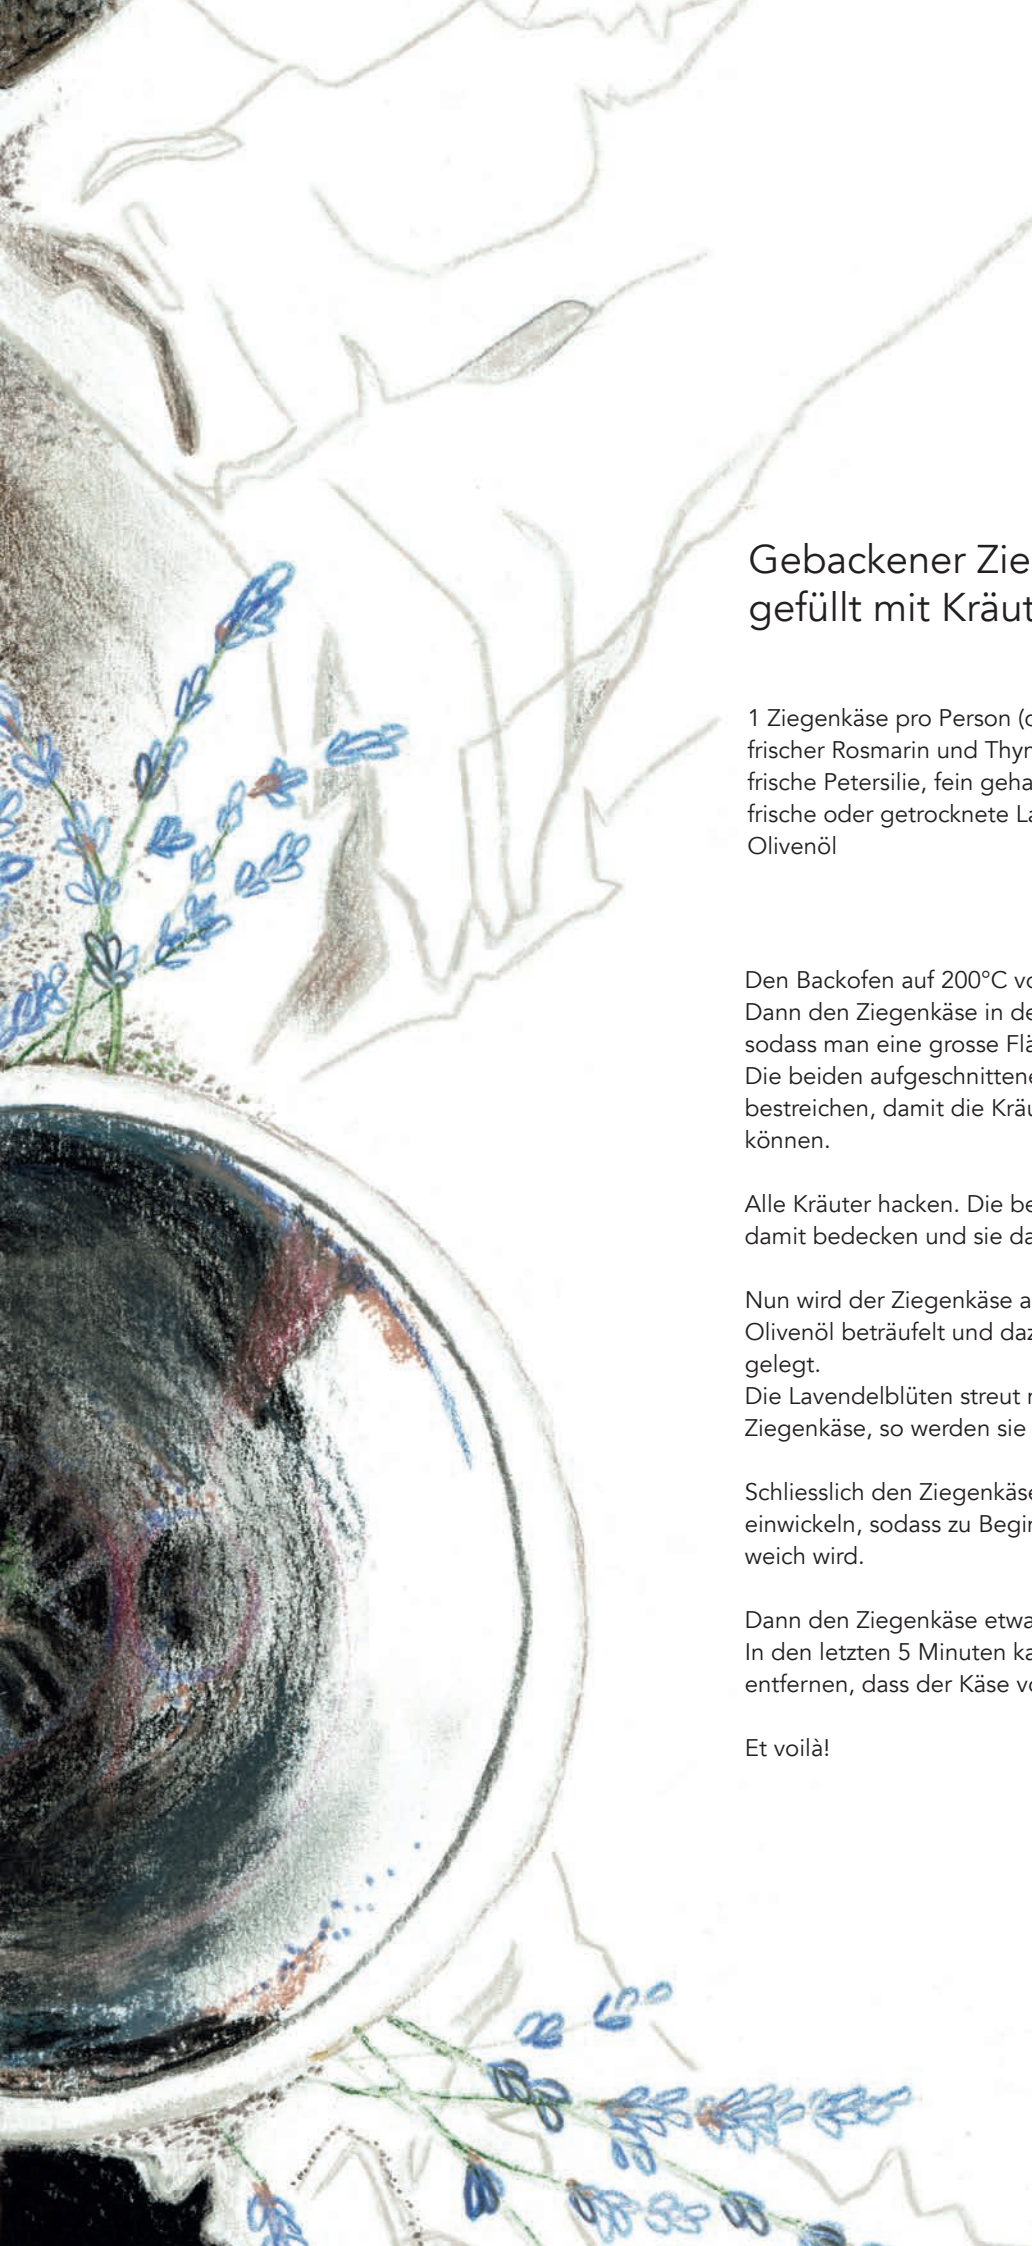 Gebackener Zie
gefüllt mit Kräut
1 Ziegenkäse pro Person (
frischer Rosmarin und Thy
frische Petersilie, fein geha
frische oder getrocknete La
Olivenöl
Den Backofen auf 200°C vo
Dann den Ziegenkäse in de
sodass man eine grosse Flä
Die beiden aufgeschnittene
bestreichen, damit die Kräu
können.
Alle Kräuter hacken. Die be
damit bedecken und sie da
Nun wird der Ziegenkäse a
Olivenöl beträufelt und daz
gelegt.
Die Lavendelblüten streut
Ziegenkäse, so werden sie
Schliesslich den Ziegenkäse
einwickeln, sodass zu Begin
weich wird.
Dann den Ziegenkäse etwa
In den letzten 5 Minuten ka
entfernen, dass der Käse vo
Et voilà!